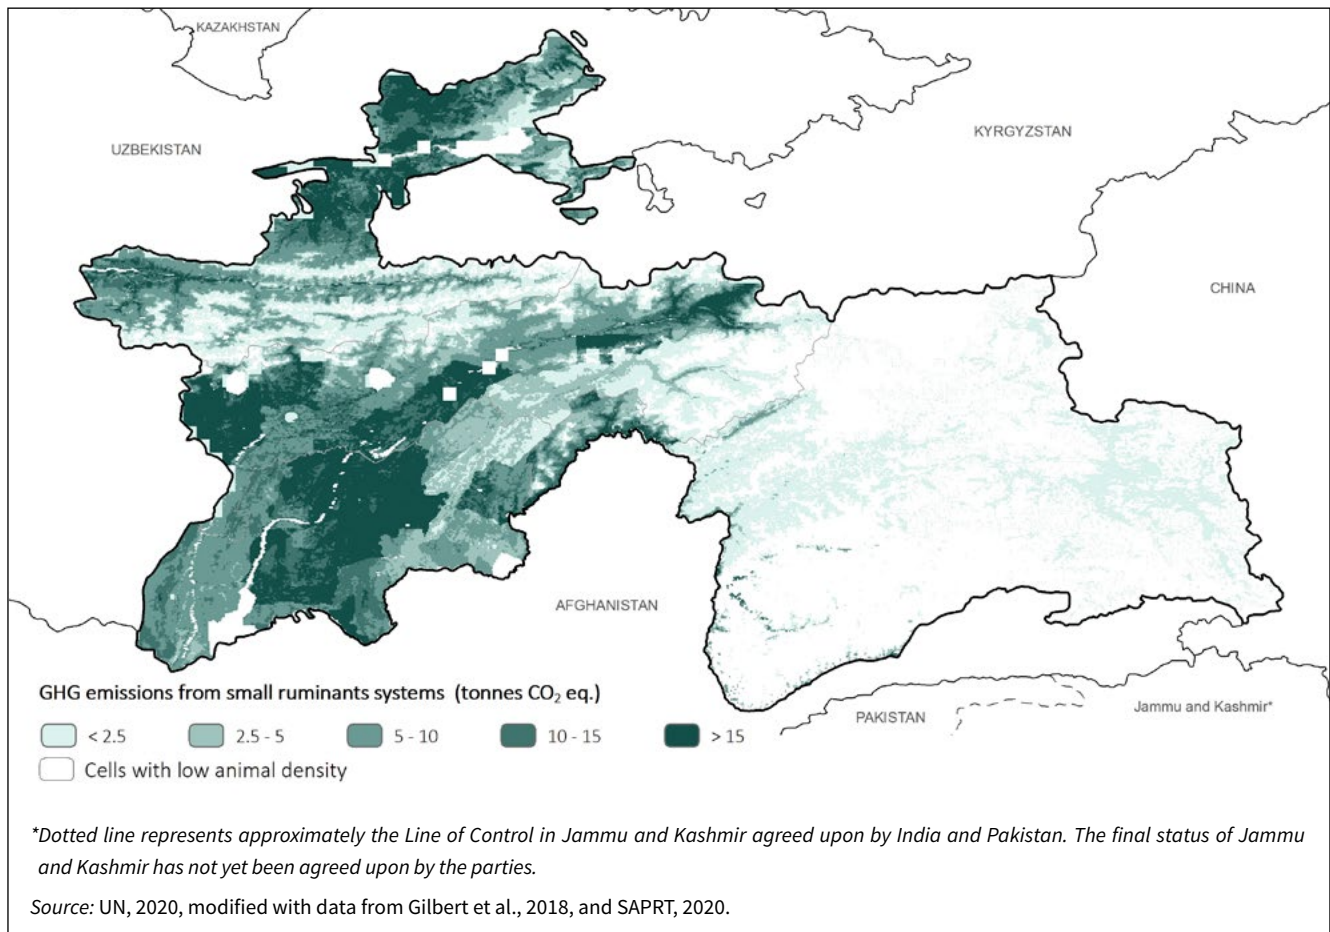 KAZAKHSTAN
UZBEKISTAN
KYRGYZSTAN
CHINA
AFGHANISTAN
PAKISTAN
Jammu and Kashmir*
GHG emissions from small ruminants systems (tonnes CO₂ eq.)
< 2.5
2.5 - 5
5 - 10
10 - 15
> 15
Cells with low animal density
*Dotted line represents approximately the Line of Control in Jammu and Kashmir agreed upon by India and Pakistan. The final status of Jammu
and Kashmir has not yet been agreed upon by the parties.
Source: UN, 2020, modified with data from Gilbert et al., 2018, and SAPRT, 2020.